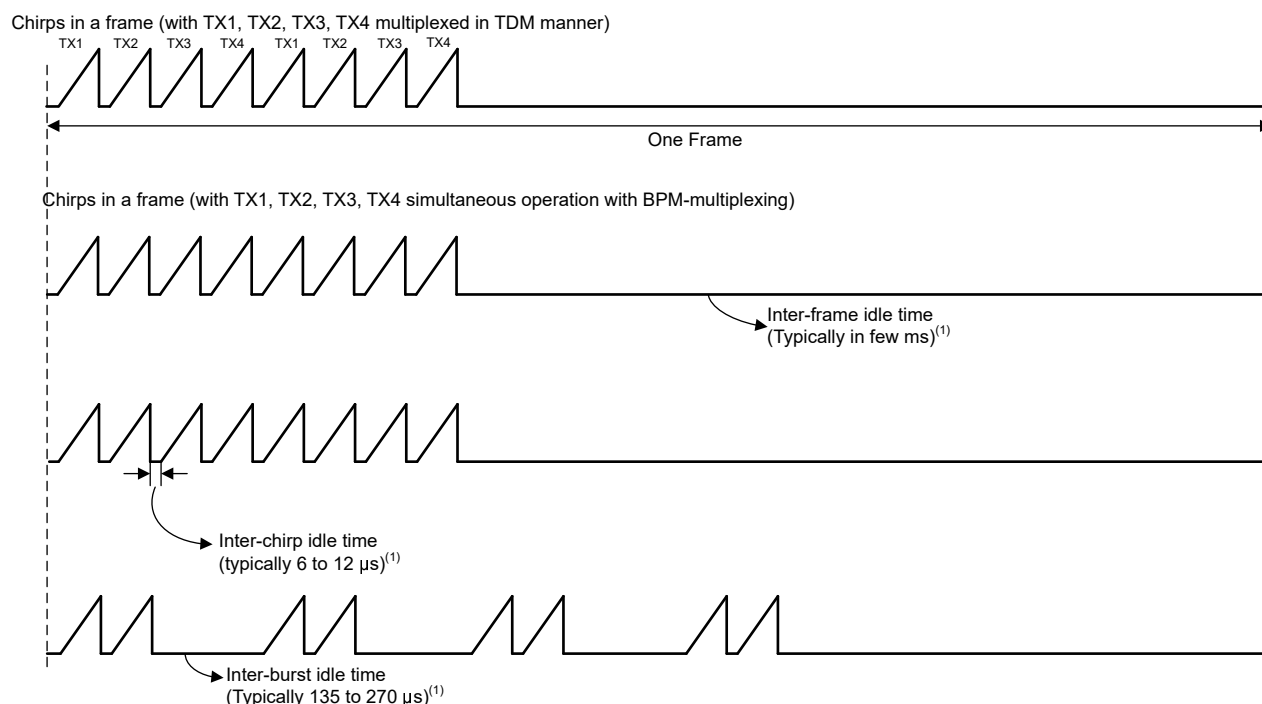 Chirps in a frame (with TX1, TX2, TX3, TX4 multiplexed in TDM manner)
TX1 TX2 TX3 TX4 TX1 TX2 TX3 TX4
One Frame
Chirps in a frame (with TX1, TX2, TX3, TX4 simultaneous operation with BPM-multiplexing)
Inter-frame idle time
(Typically in few ms)(1)
Inter-chirp idle time
(typically 6 to 12 µs)(1)
Inter-burst idle time
(Typically 135 to 270 µs)(1)